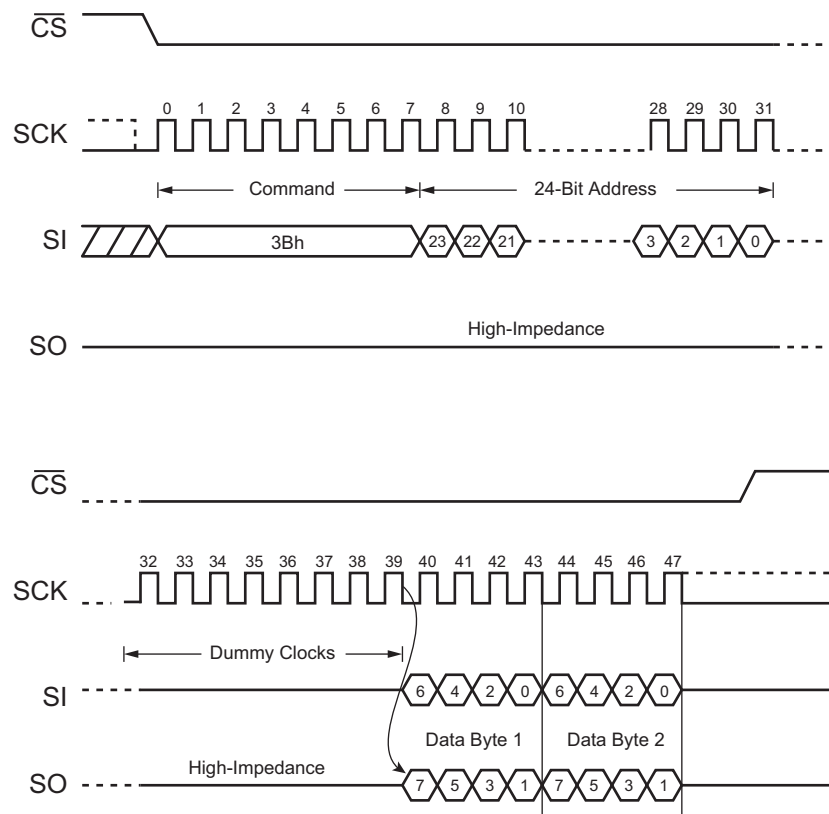 CS
0 1 2 3 4 5 6 7 8 9 10 28 29 30 31
SCK
Command 24-Bit Address
SI 3Bh 23 22 21 3 2 1 0
High-Impedance
SO
CS
32 33 34 35 36 37 38 39 40 41 42 43 44 45 46 47
SCK
Dummy Clocks
SI 6 4 2 0 6 4 2 0
Data Byte 1 Data Byte 2
High-Impedance
SO 7 5 3 1 7 5 3 1